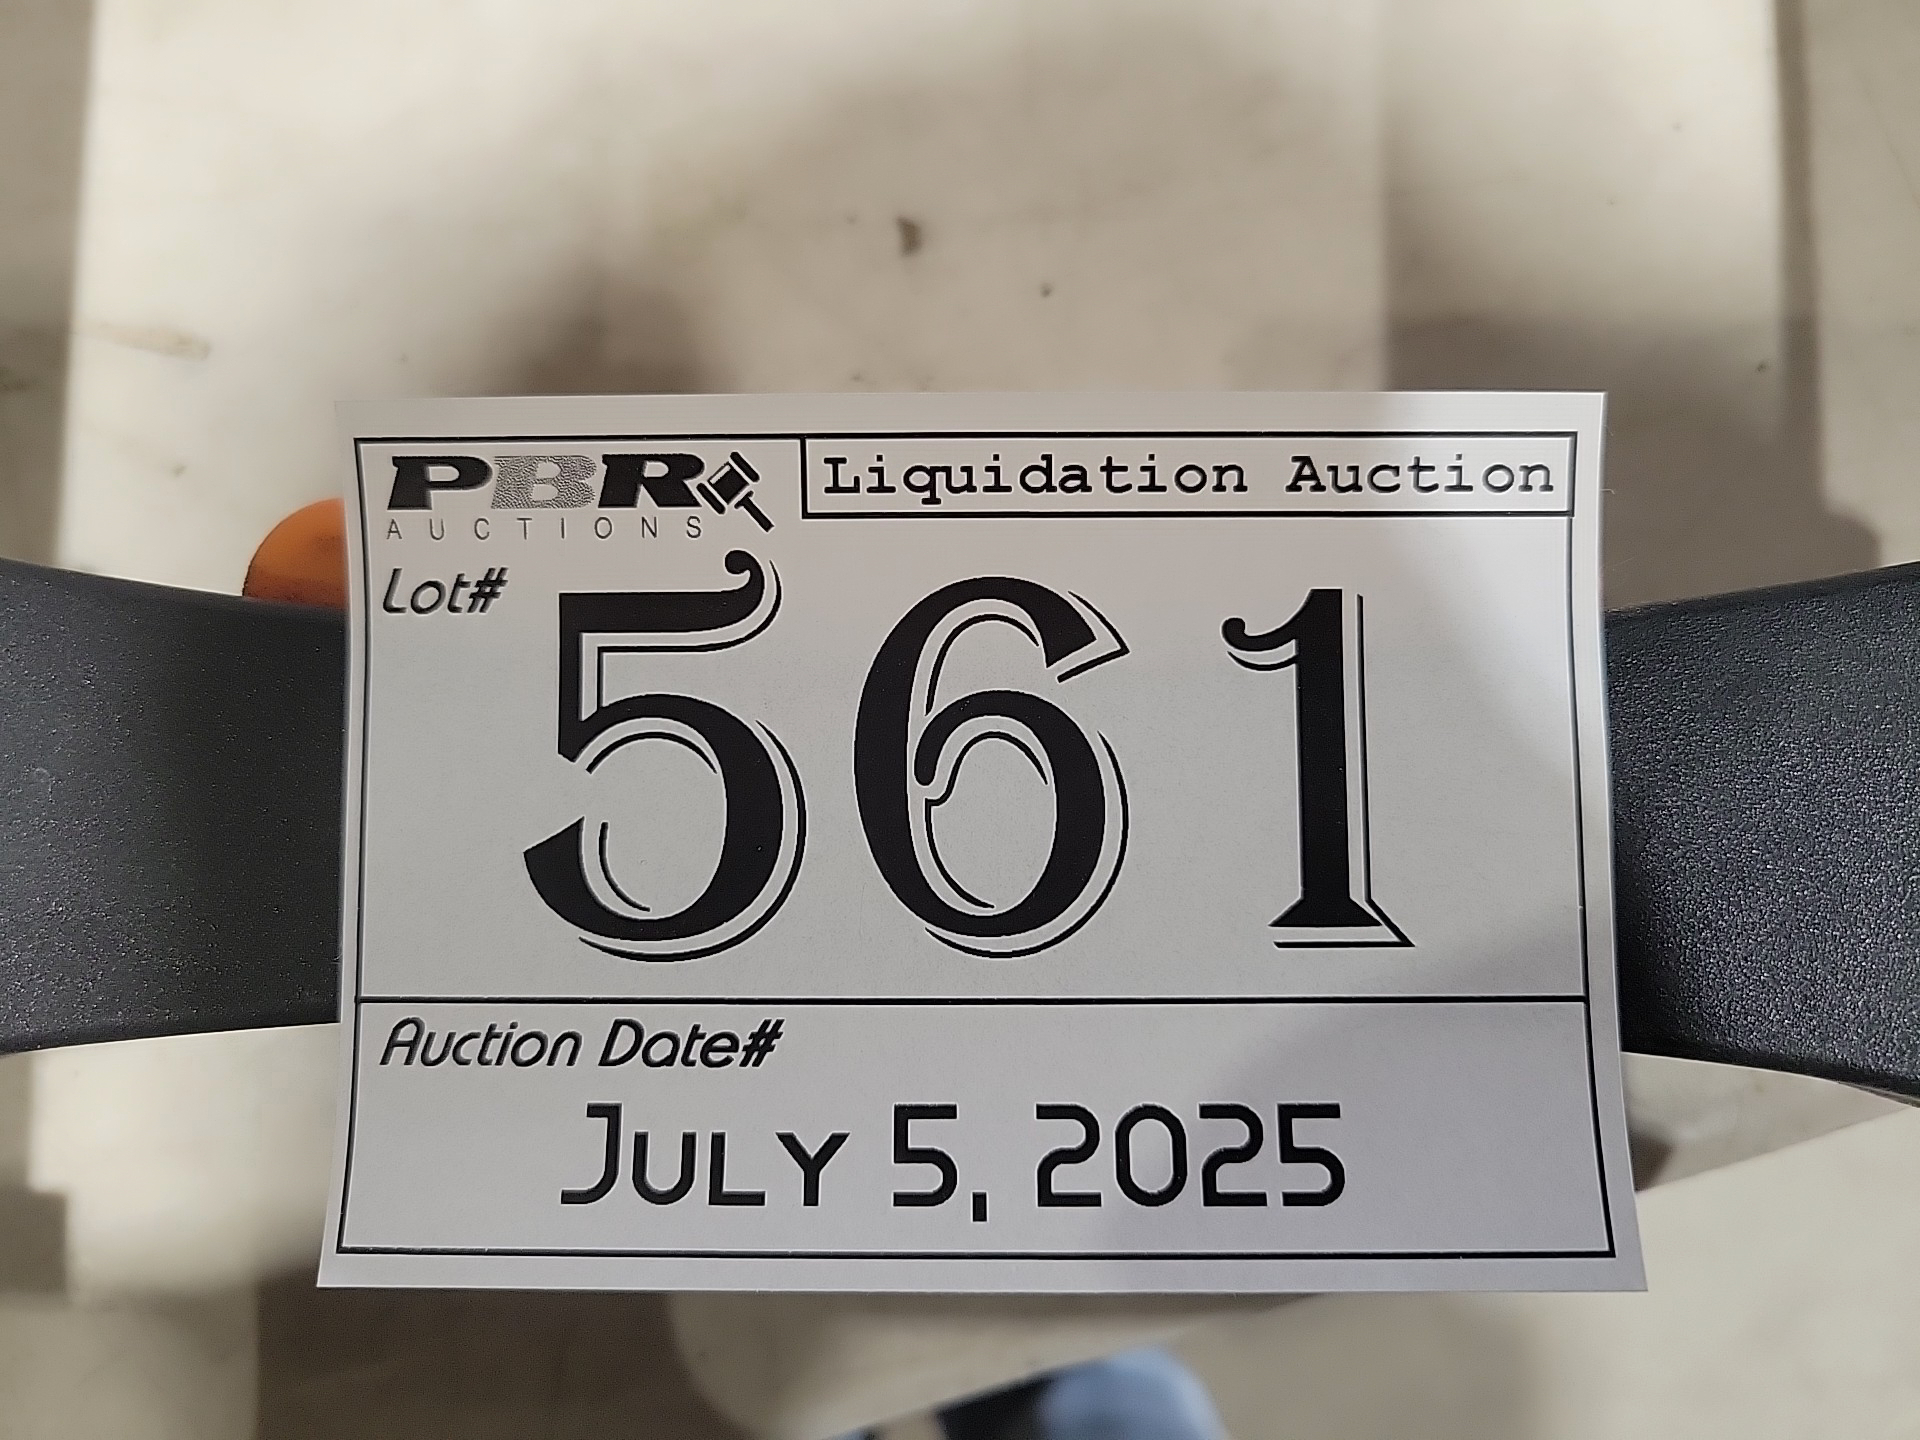 PBR
AUCTIONS
Liquidation Auction
Lot#
561
Auction Date#
July 5, 2025